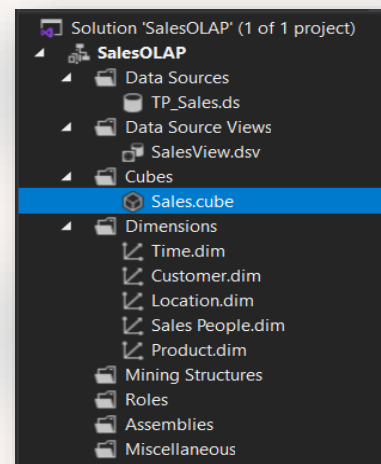 Solution 'SalesOLAP' (1 of 1 project)
SalesOLAP
Data Sources
TP_Sales.ds
Data Source Views
SalesView.dsv
Cubes
Sales.cube
Dimensions
Time.dim
Customer.dim
Location.dim
Sales People.dim
Product.dim
Mining Structures
Roles
Assemblies
Miscellaneous